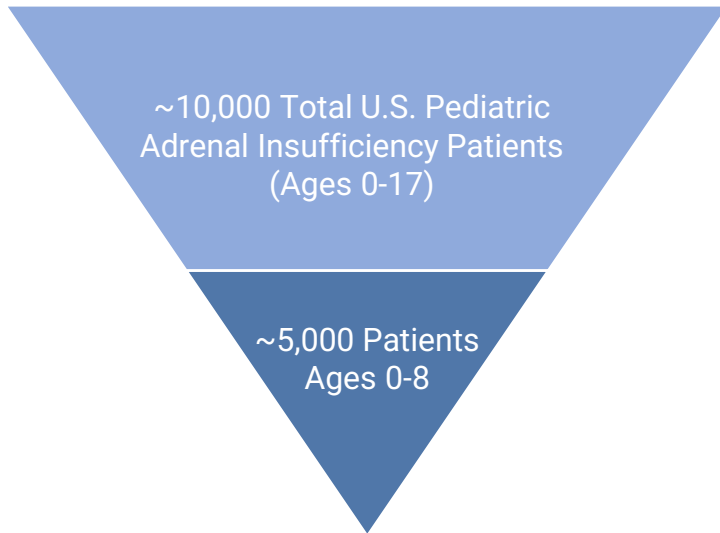 ~10,000 Total U.S. Pediatric
Adrenal Insufficiency Patients
(Ages 0-17)
~5,000 Patients
Ages 0-8